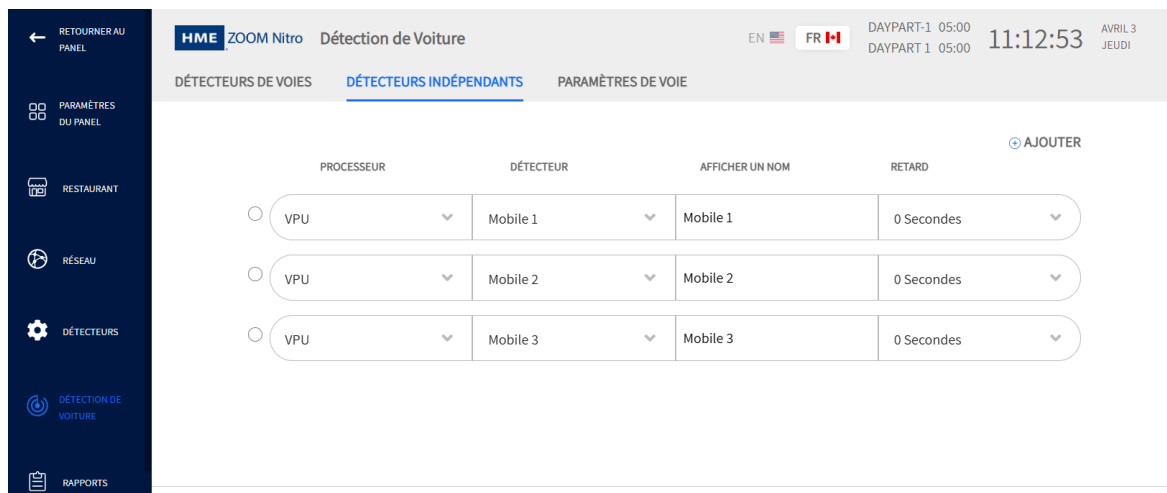 RETOURNER AU
PANEL
PARAMÈTRES
DU PANEL
RESTAURANT
RÉSEAU
DÉTECTEURS
DÉTECTION DE
VOITURE
RAPPORTS
HME ZOOM Nitro Détection de Voiture
EN FR
DAYPART-1 05:00
DAYPART 1 05:00
11:12:53
AVRIL 3
JEUDI
DÉTECTEURS DE VOIES DÉTECTEURS INDÉPENDANTS PARAMÈTRES DE VOIE
AJOUTER
PROCESSEUR DÉTECTEUR AFFICHER UN NOM RETARD
VPU Mobile 1 Mobile 1 0 Secondes
VPU Mobile 2 Mobile 2 0 Secondes
VPU Mobile 3 Mobile 3 0 Secondes